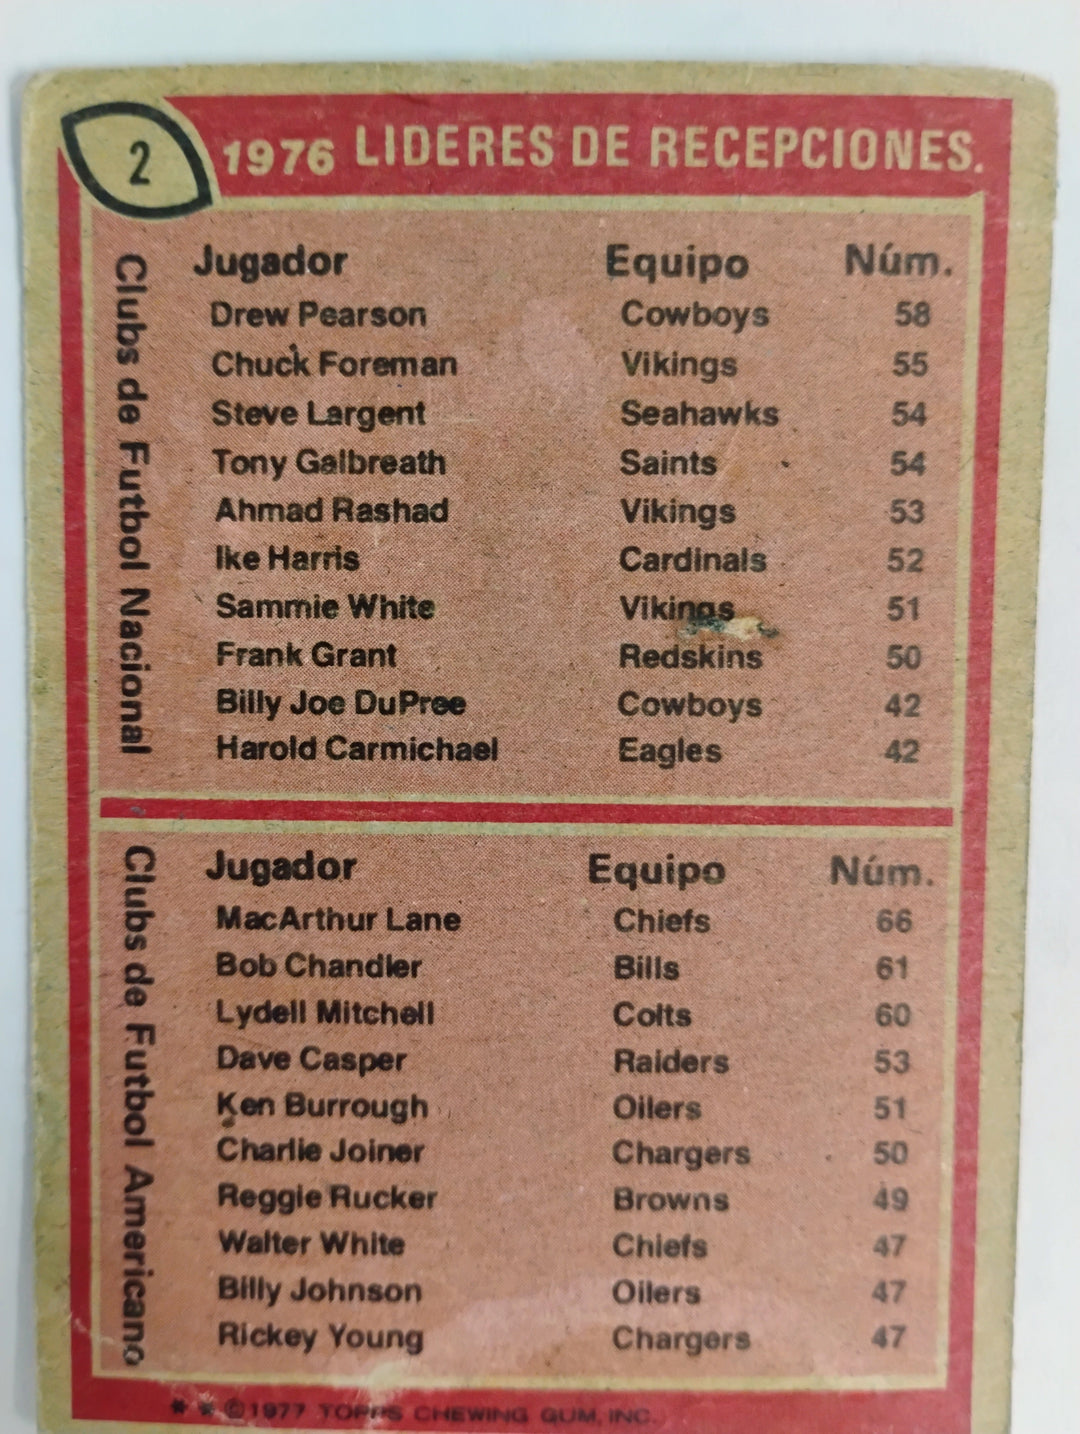 2
1976 LIDERES DE RECEPCIONES.
Clubs de Futbol Nacional
Jugador Equipo Núm.
Drew Pearson Cowboys 58
Chuck Foreman Vikings 55
Steve Largent Seahawks 54
Tony Galbreath Saints 54
Ahmad Rashad Vikings 53
Ike Harris Cardinals 52
Sammie White Vikings 51
Frank Grant Redskins 50
Billy Joe DuPree Cowboys 42
Harold Carmichael Eagles 42
Clubs de Futbol Americano
Jugador Equipo Núm.
MacArthur Lane Chiefs 66
Bob Chandler Bills 61
Lydell Mitchell Colts 60
Dave Casper Raiders 53
Ken Burrough Oilers 51
Charlie Joiner Chargers 50
Reggie Rucker Browns 49
Walter White Chiefs 47
Billy Johnson Oilers 47
Rickey Young Chargers 47
* * ©1977 TOPPS CHEWING GUM, INC.